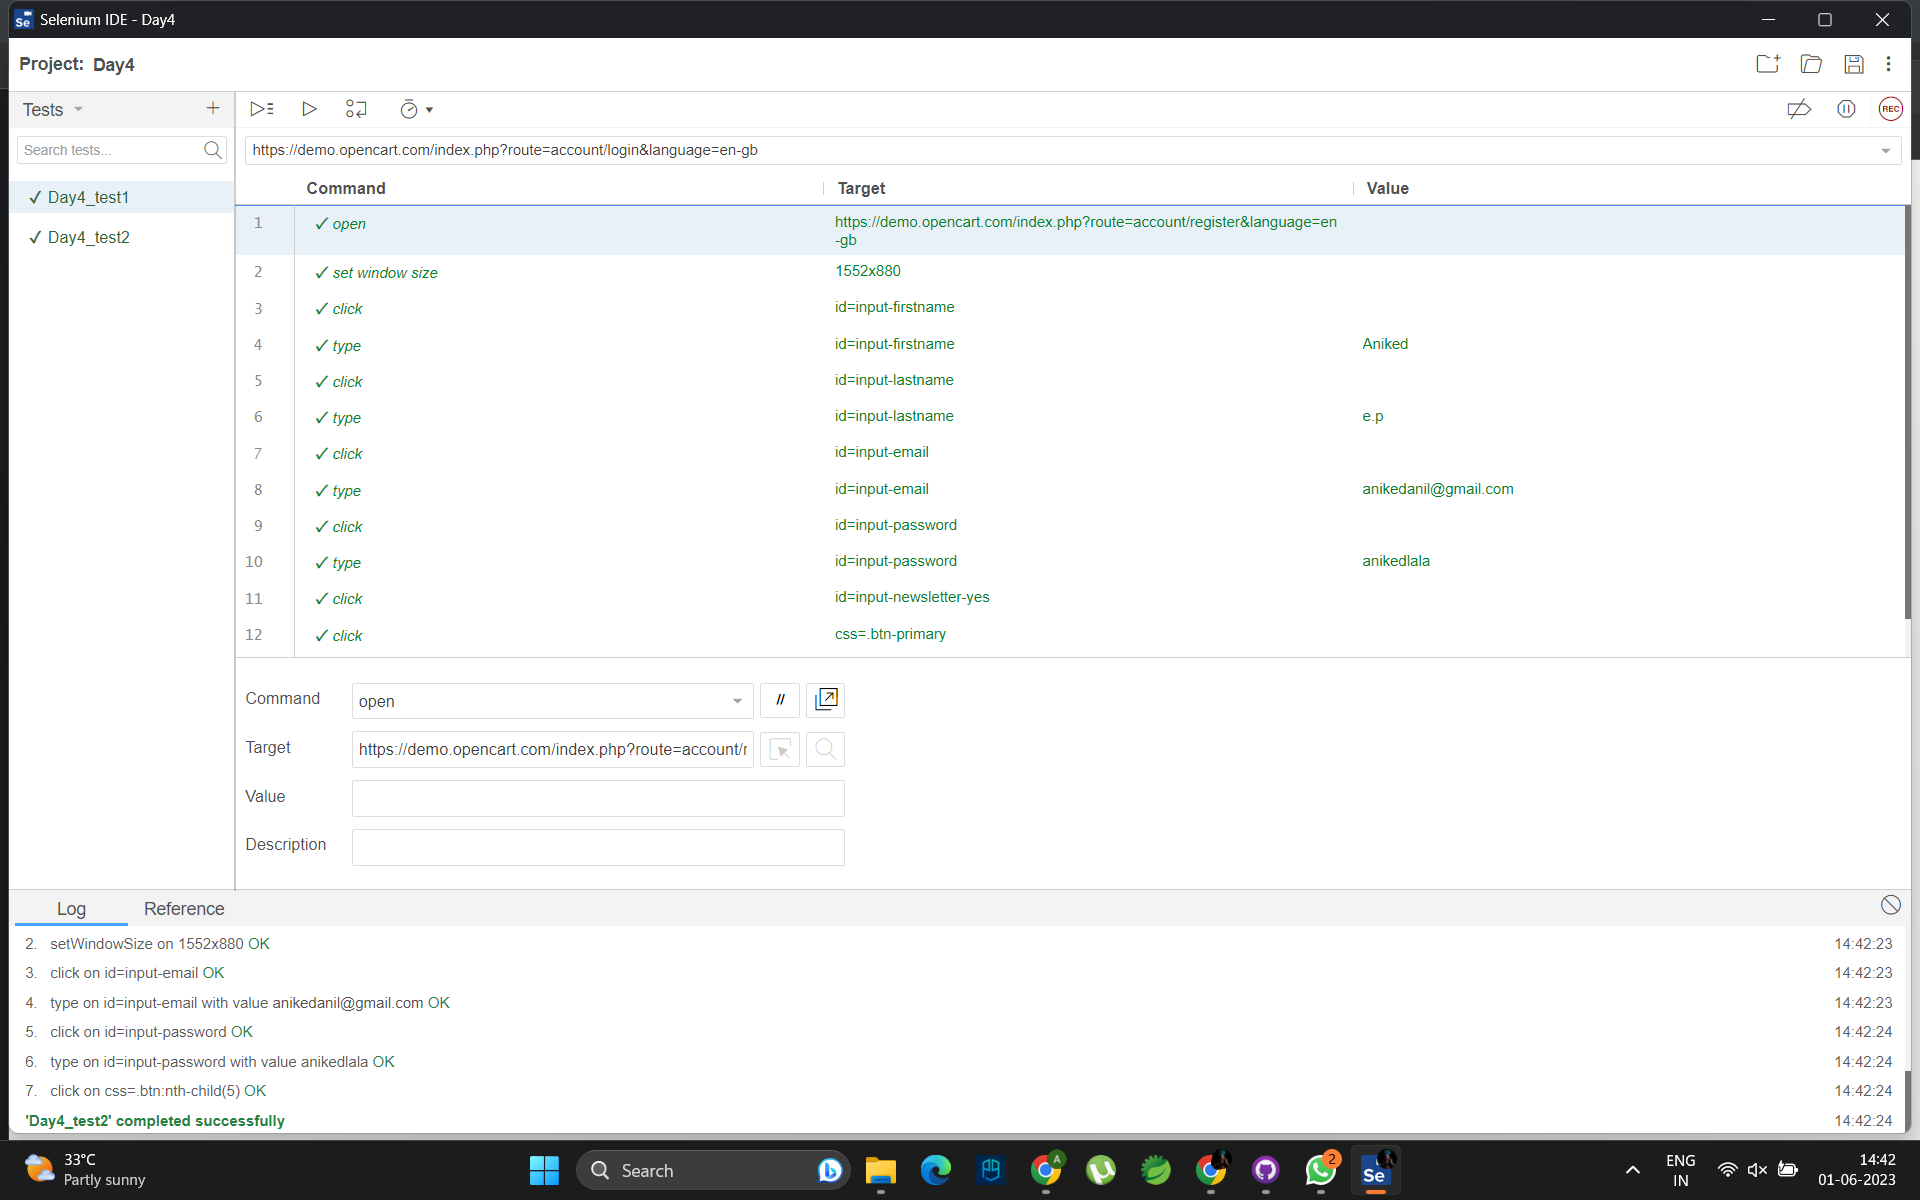 Selenium IDE - Day4
Project: Day4
Tests
Search tests...
✓ Day4_test1
✓ Day4_test2
REC
https://demo.opencart.com/index.php?route=account/login&language=en-gb
Command Target Value
1 ✓ open https://demo.opencart.com/index.php?route=account/register&language=en
-gb
2 ✓ set window size 1552x880
3 ✓ click id=input-firstname
4 ✓ type id=input-firstname Aniked
5 ✓ click id=input-lastname
6 ✓ type id=input-lastname e.p
7 ✓ click id=input-email
8 ✓ type id=input-email anikedanil@gmail.com
9 ✓ click id=input-password
10 ✓ type id=input-password anikedlala
11 ✓ click id=input-newsletter-yes
12 ✓ click css=.btn-primary
Command open //
Target https://demo.opencart.com/index.php?route=account/r
Value
Description
Log Reference
2. setWindowSize on 1552x880 OK 14:42:23
3. click on id=input-email OK 14:42:23
4. type on id=input-email with value anikedanil@gmail.com OK 14:42:23
5. click on id=input-password OK 14:42:24
6. type on id=input-password with value anikedlala OK 14:42:24
7. click on css=.btn:nth-child(5) OK 14:42:24
'Day4_test2' completed successfully 14:42:24
33°C
Partly sunny
Search
A
2
Se
ENG
IN
14:42
01-06-2023